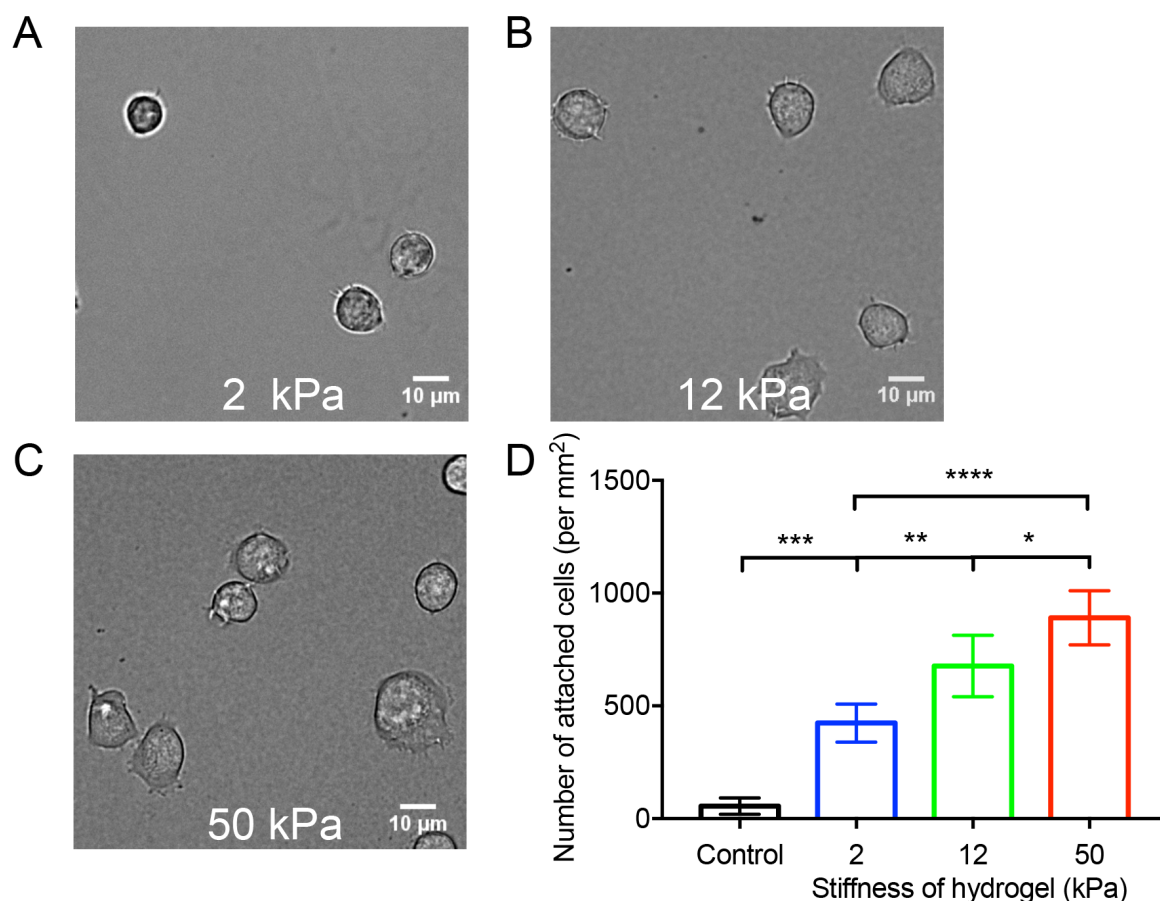 A
2 kPa
10 µm
B
12 kPa
10 µm
C
50 kPa
10 µm
D
Number of attached cells (per mm²)
1500
1000
500
0
****
***
**
*
Control
2
12
50
Stiffness of hydrogel (kPa)